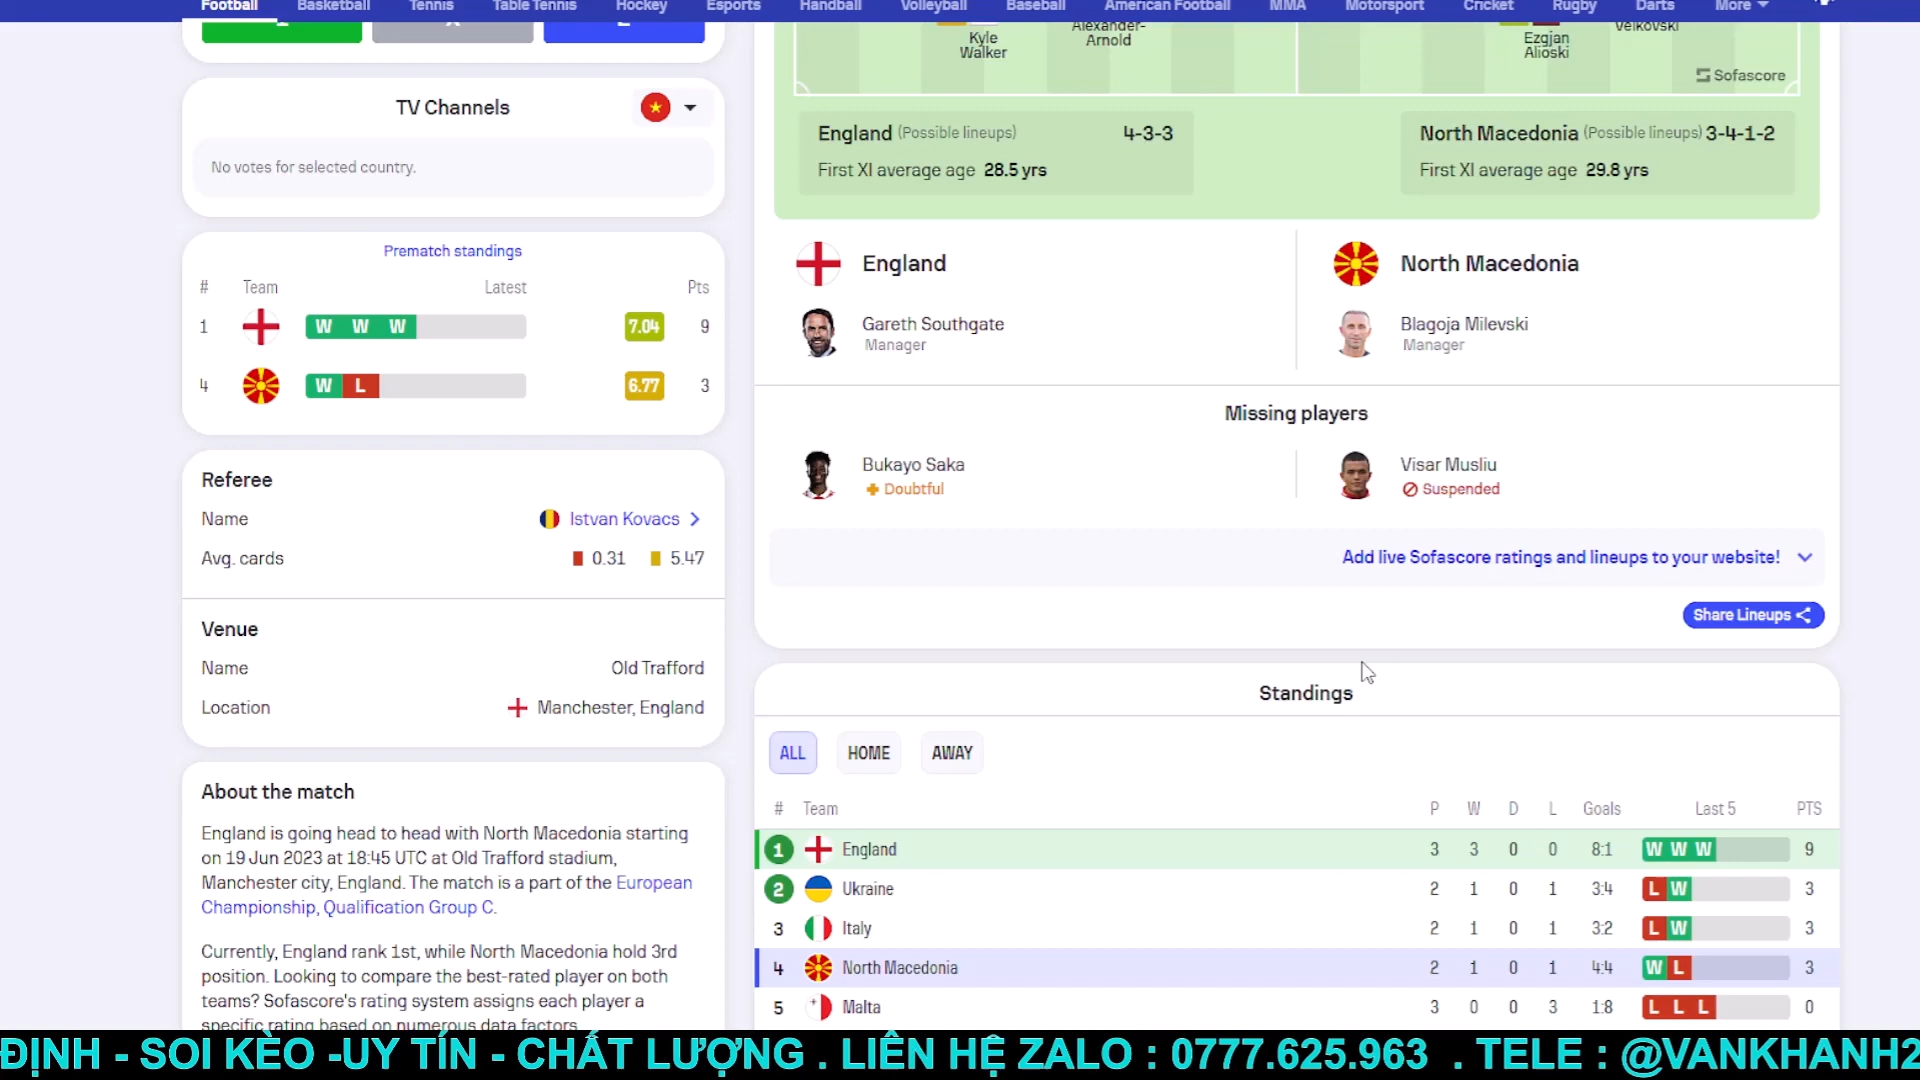 Football Basketball Tennis Table Tennis Hockey Esports Handball Volleyball Baseball American Football MMA Motorsport Cricket Rugby Darts More
TV Channels
No votes for selected country.
Prematch standings
# Team Latest Pts
1 W W W 7.04 9
4 W L 6.77 3
Referee
Name Istvan Kovacs
Avg. cards 0.31 5.47
Venue
Name Old Trafford
Location Manchester, England
About the match
England is going head to head with North Macedonia starting
on 19 Jun 2023 at 18:45 UTC at Old Trafford stadium,
Manchester city, England. The match is a part of the European
Championship, Qualification Group C.
Currently, England rank 1st, while North Macedonia hold 3rd
position. Looking to compare the best-rated player on both
teams? Sofascore's rating system assigns each player a
specific rating based on numerous data factors
Kyle
Walker
Alexander-
Arnold
Ezgjan
Alioski
Velkovski
Sofascore
England (Possible lineups) 4-3-3
First XI average age 28.5 yrs
North Macedonia (Possible lineups) 3-4-1-2
First XI average age 29.8 yrs
England
Gareth Southgate
Manager
North Macedonia
Blagoja Milevski
Manager
Missing players
Bukayo Saka
Doubtful
Visar Musliu
Suspended
Add live Sofascore ratings and lineups to your website!
Share Lineups
Standings
ALL HOME AWAY
# Team P W D L Goals Last 5 PTS
1 England 3 3 0 0 8:1 W W W 9
2 Ukraine 2 1 0 1 3:4 L W 3
3 Italy 2 1 0 1 3:2 L W 3
4 North Macedonia 2 1 0 1 4:4 W L 3
5 Malta 3 0 0 3 1:8 L L L 0
ĐỊNH - SOI KÈO -UY TÍN - CHẤT LƯỢNG . LIÊN HỆ ZALO : 0777.625.963 . TELE : @VANKHANH2